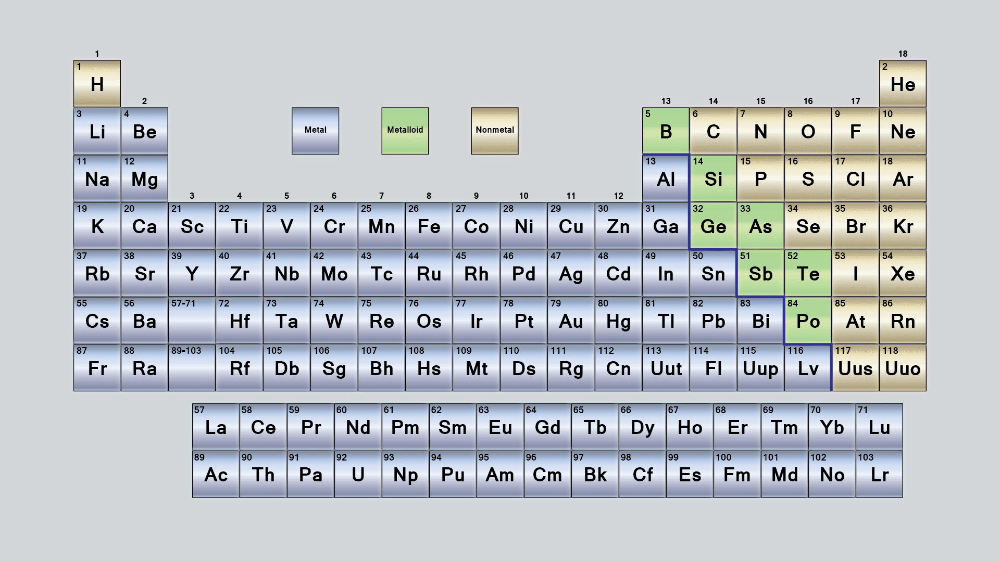 1 18
1 2
H He
2 13 14 15 16 17
3 4 5 6 7 8 9 10
Li Be Metal Metalloid Nonmetal B C N O F Ne
11 12 13 14 15 16 17 18
Na Mg Al Si P S Cl Ar
3 4 5 6 7 8 9 10 11 12
19 20 21 22 23 24 25 26 27 28 29 30 31 32 33 34 35 36
K Ca Sc Ti V Cr Mn Fe Co Ni Cu Zn Ga Ge As Se Br Kr
37 38 39 40 41 42 43 44 45 46 47 48 49 50 51 52 53 54
Rb Sr Y Zr Nb Mo Tc Ru Rh Pd Ag Cd In Sn Sb Te I Xe
55 56 57-71 72 73 74 75 76 77 78 79 80 81 82 83 84 85 86
Cs Ba Hf Ta W Re Os Ir Pt Au Hg Tl Pb Bi Po At Rn
87 88 89-103 104 105 106 107 108 109 110 111 112 113 114 115 116 117 118
Fr Ra Rf Db Sg Bh Hs Mt Ds Rg Cn Uut Fl Uup Lv Uus Uuo
57 58 59 60 61 62 63 64 65 66 67 68 69 70 71
La Ce Pr Nd Pm Sm Eu Gd Tb Dy Ho Er Tm Yb Lu
89 90 91 92 93 94 95 96 97 98 99 100 101 102 103
Ac Th Pa U Np Pu Am Cm Bk Cf Es Fm Md No Lr